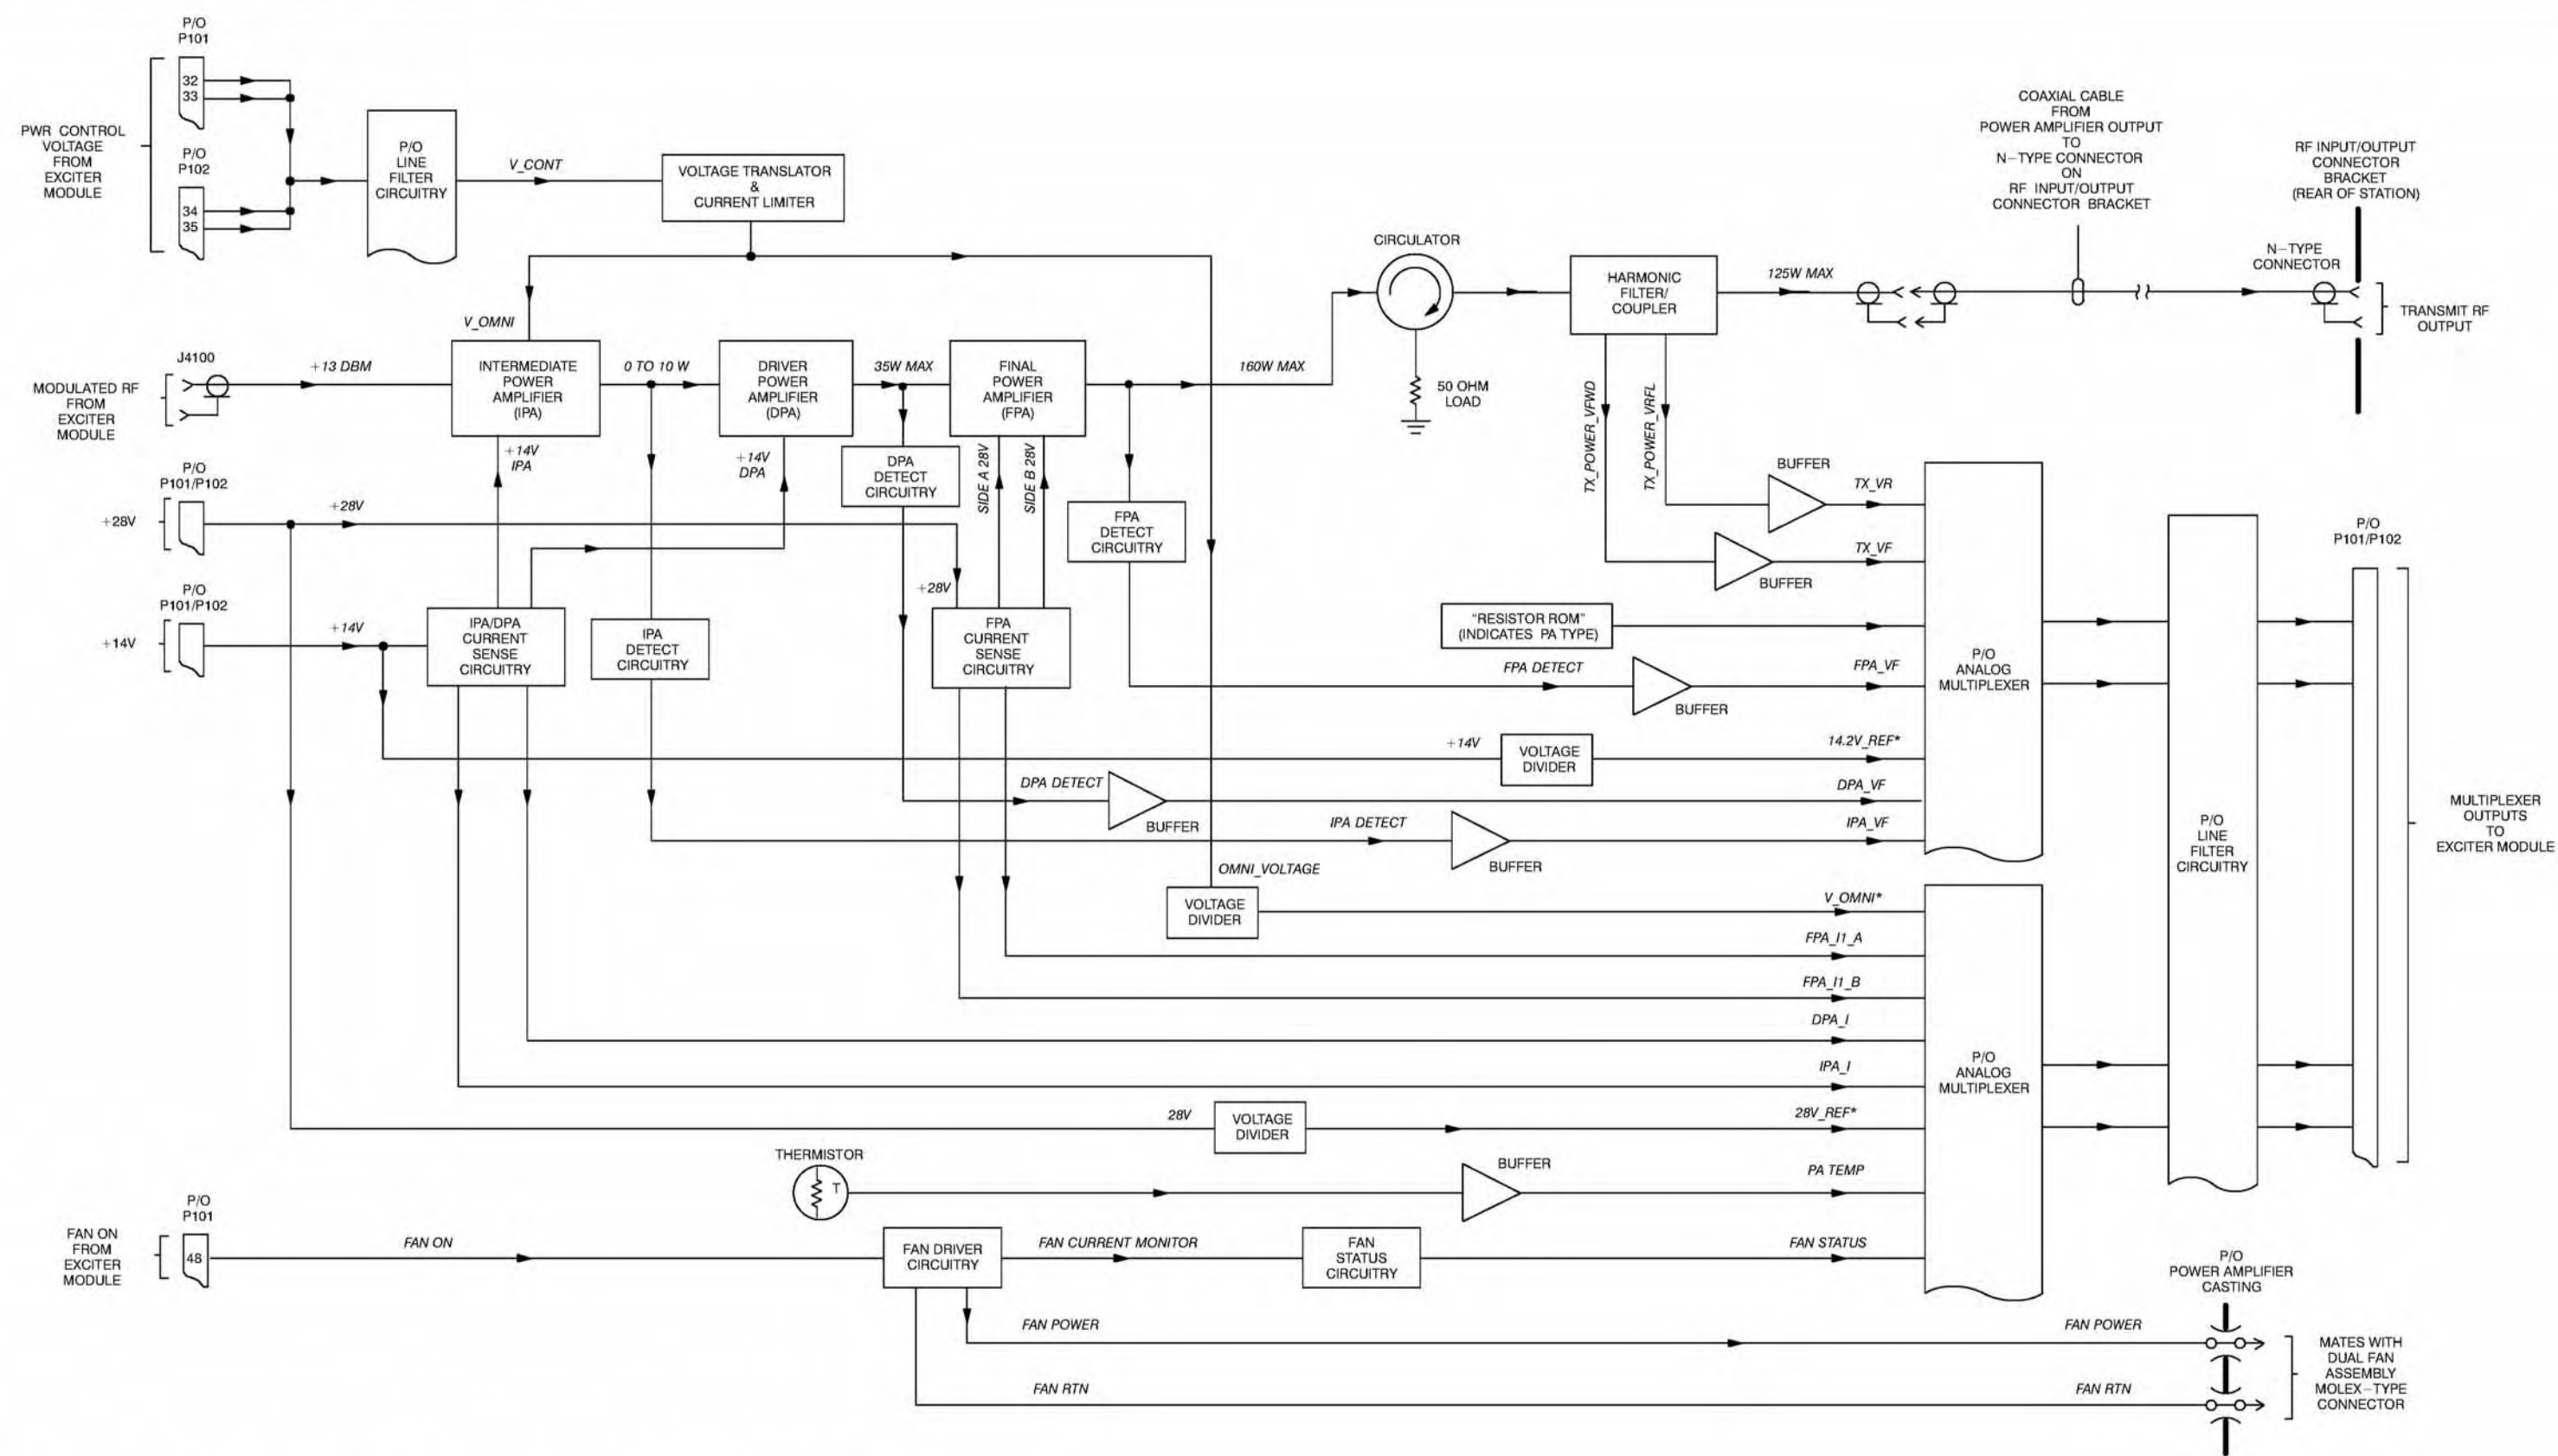 P/O
P101
32
33
PWR CONTROL
VOLTAGE
FROM
EXCITER
MODULE
P/O
P102
34
35
P/O
LINE
FILTER
CIRCUITRY
V_CONT
VOLTAGE TRANSLATOR
&
CURRENT LIMITER
COAXIAL CABLE
FROM
POWER AMPLIFIER OUTPUT
TO
N-TYPE CONNECTOR
ON
RF INPUT/OUTPUT
CONNECTOR BRACKET
RF INPUT/OUTPUT
CONNECTOR
BRACKET
(REAR OF STATION)
N-TYPE
CONNECTOR
TRANSMIT RF
OUTPUT
CIRCULATOR
50 OHM
LOAD
HARMONIC
FILTER/
COUPLER
125W MAX
V_OMNI
J4100
MODULATED RF
FROM
EXCITER
MODULE
+13 DBM
INTERMEDIATE
POWER
AMPLIFIER
(IPA)
0 TO 10 W
DRIVER
POWER
AMPLIFIER
(DPA)
35W MAX
FINAL
POWER
AMPLIFIER
(FPA)
160W MAX
+14V
IPA
+14V
DPA
DPA
DETECT
CIRCUITRY
SIDE A 28V
SIDE B 28V
FPA
DETECT
CIRCUITRY
TX_POWER_VFWD
TX_POWER_VRFL
BUFFER
TX_VR
BUFFER
TX_VF
P/O
P101/P102
+28V
+28V
P/O
P101/P102
+14V
+14V
IPA/DPA
CURRENT
SENSE
CIRCUITRY
IPA
DETECT
CIRCUITRY
+28V
FPA
CURRENT
SENSE
CIRCUITRY
"RESISTOR ROM"
(INDICATES PA TYPE)
FPA DETECT
BUFFER
FPA_VF
+14V
VOLTAGE
DIVIDER
14.2V_REF*
DPA DETECT
BUFFER
DPA_VF
IPA DETECT
BUFFER
IPA_VF
P/O
ANALOG
MULTIPLEXER
OMNI_VOLTAGE
VOLTAGE
DIVIDER
V_OMNI*
FPA_I1_A
FPA_I1_B
DPA_I
IPA_I
28V
VOLTAGE
DIVIDER
28V_REF*
P/O
ANALOG
MULTIPLEXER
P/O
LINE
FILTER
CIRCUITRY
P/O
P101/P102
MULTIPLEXER
OUTPUTS
TO
EXCITER MODULE
THERMISTOR
T
BUFFER
PA TEMP
P/O
P101
FAN ON
FROM
EXCITER
MODULE
48
FAN ON
FAN DRIVER
CIRCUITRY
FAN CURRENT MONITOR
FAN
STATUS
CIRCUITRY
FAN STATUS
FAN POWER
FAN POWER
FAN RTN
FAN RTN
P/O
POWER AMPLIFIER
CASTING
MATES WITH
DUAL FAN
ASSEMBLY
MOLEX-TYPE
CONNECTOR